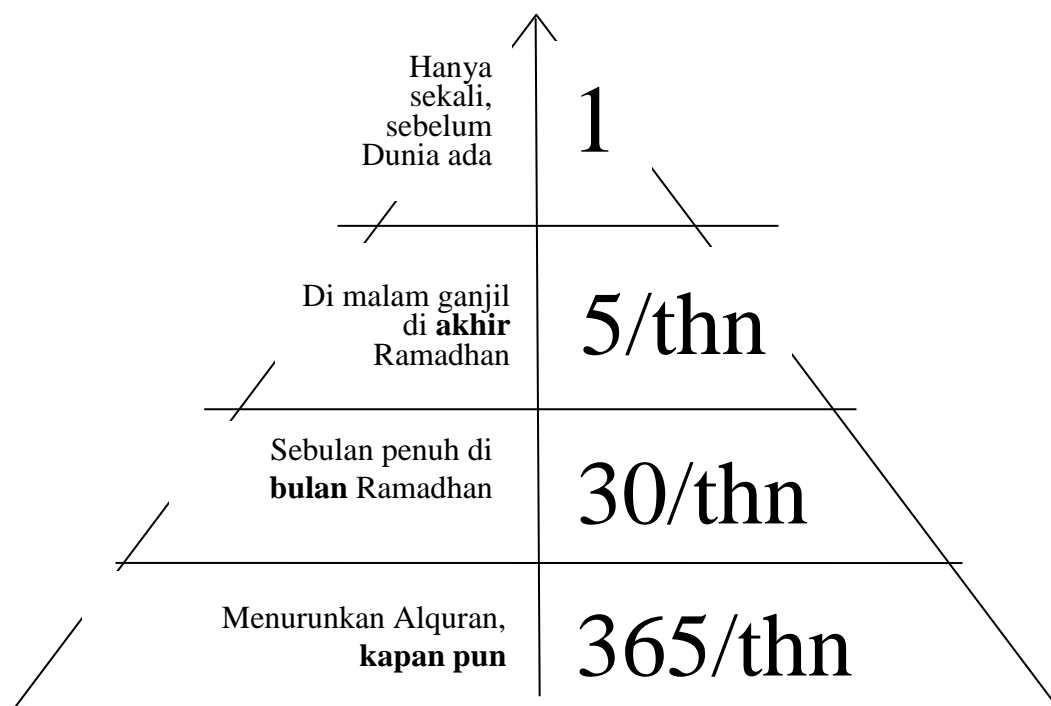 Hanya
sekali,
sebelum
Dunia ada
1
Di malam ganjil
di akhir
Ramadhan
5/thn
Sebulan penuh di
bulan Ramadhan
30/thn
Menurunkan Alquran,
kapan pun
365/thn